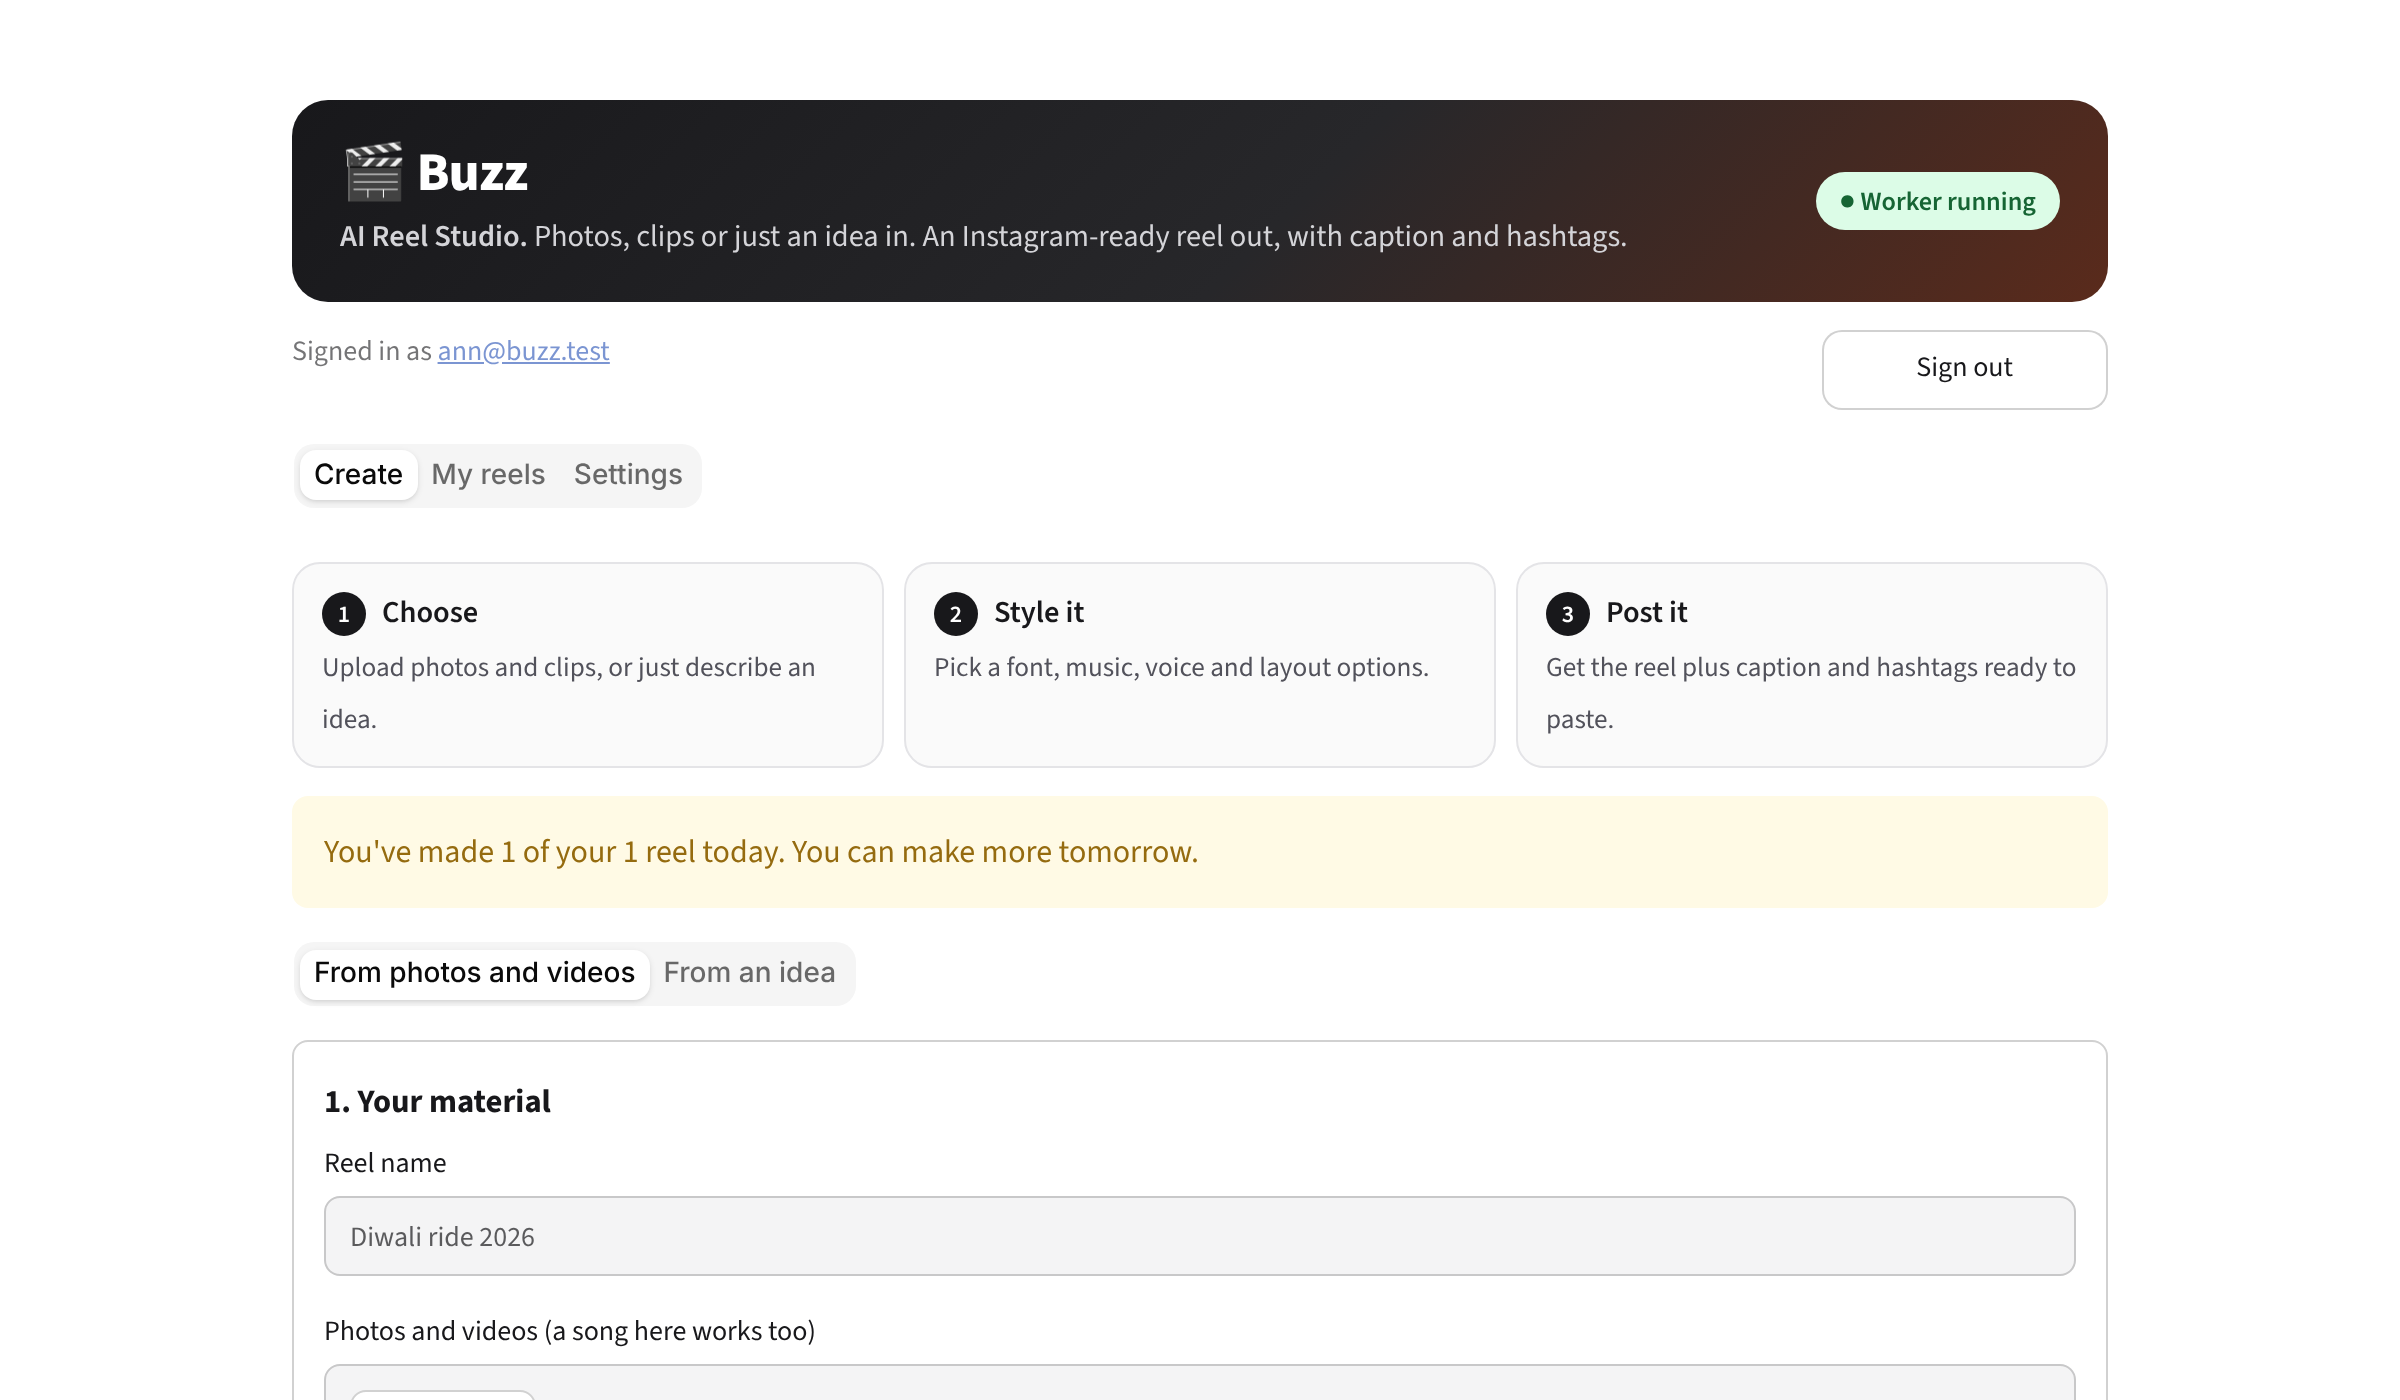 Buzz
AI Reel Studio. Photos, clips or just an idea in. An Instagram-ready reel out, with caption and hashtags.
Worker running
Signed in as ann@buzz.test
Sign out
Create My reels Settings
1 Choose
Upload photos and clips, or just describe an
idea.
2 Style it
Pick a font, music, voice and layout options.
3 Post it
Get the reel plus caption and hashtags ready to
paste.
You've made 1 of your 1 reel today. You can make more tomorrow.
From photos and videos From an idea
1. Your material
Reel name
Diwali ride 2026
Photos and videos (a song here works too)